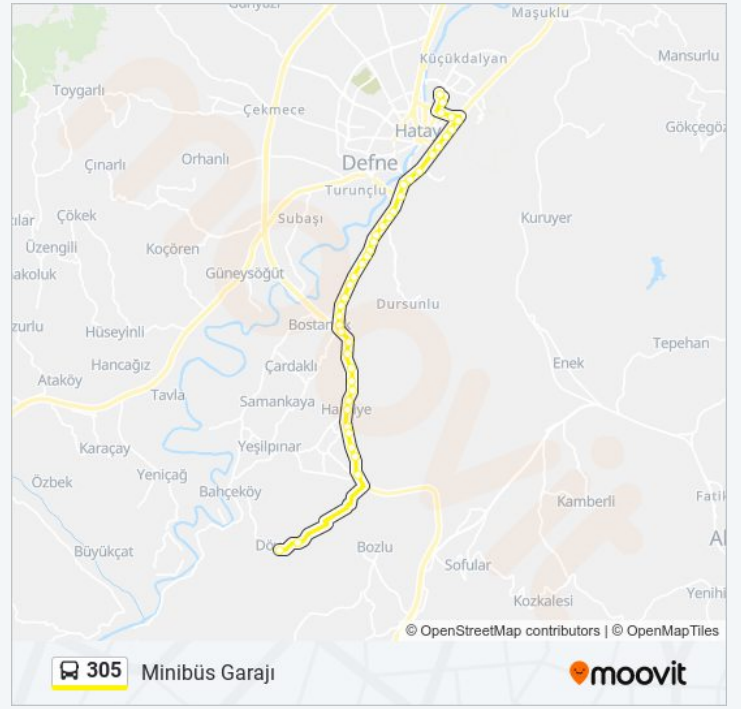 Maşuklu
Küçükdalyan
Mansurlu
Toygarlı
Çekmece
Hatay
Gökçegöz
Orhanlı
Çınarlı
Defne
Turunçlu
Çökek
Subaşı
Kuruyer
Üzengili
Koçören
Güneysöğüt
Dursunlu
Hüseyinli
Tepehan
Hancağız
Çardaklı
Enek
Ataköy
Tavla
Samankaya
Karaçay
Yeşilpınar
Yeniçağ
Özbek
Bahçeköy
Kamberli
Büyükçat
Bozlu
Sofular
Kozkalesi
moovit
© OpenStreetMap contributors | © OpenMapTiles
305 Minibüs Garajı
moovit